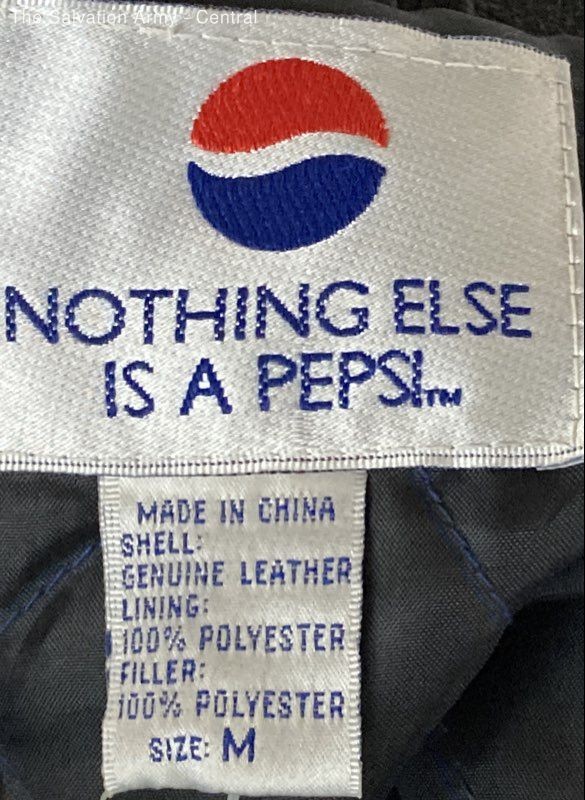 The Salvation Army - Central
NOTHING ELSE
IS A PEPSI™
MADE IN CHINA
SHELL:
GENUINE LEATHER
LINING:
100% POLYESTER
FILLER:
100% POLYESTER
SIZE: M